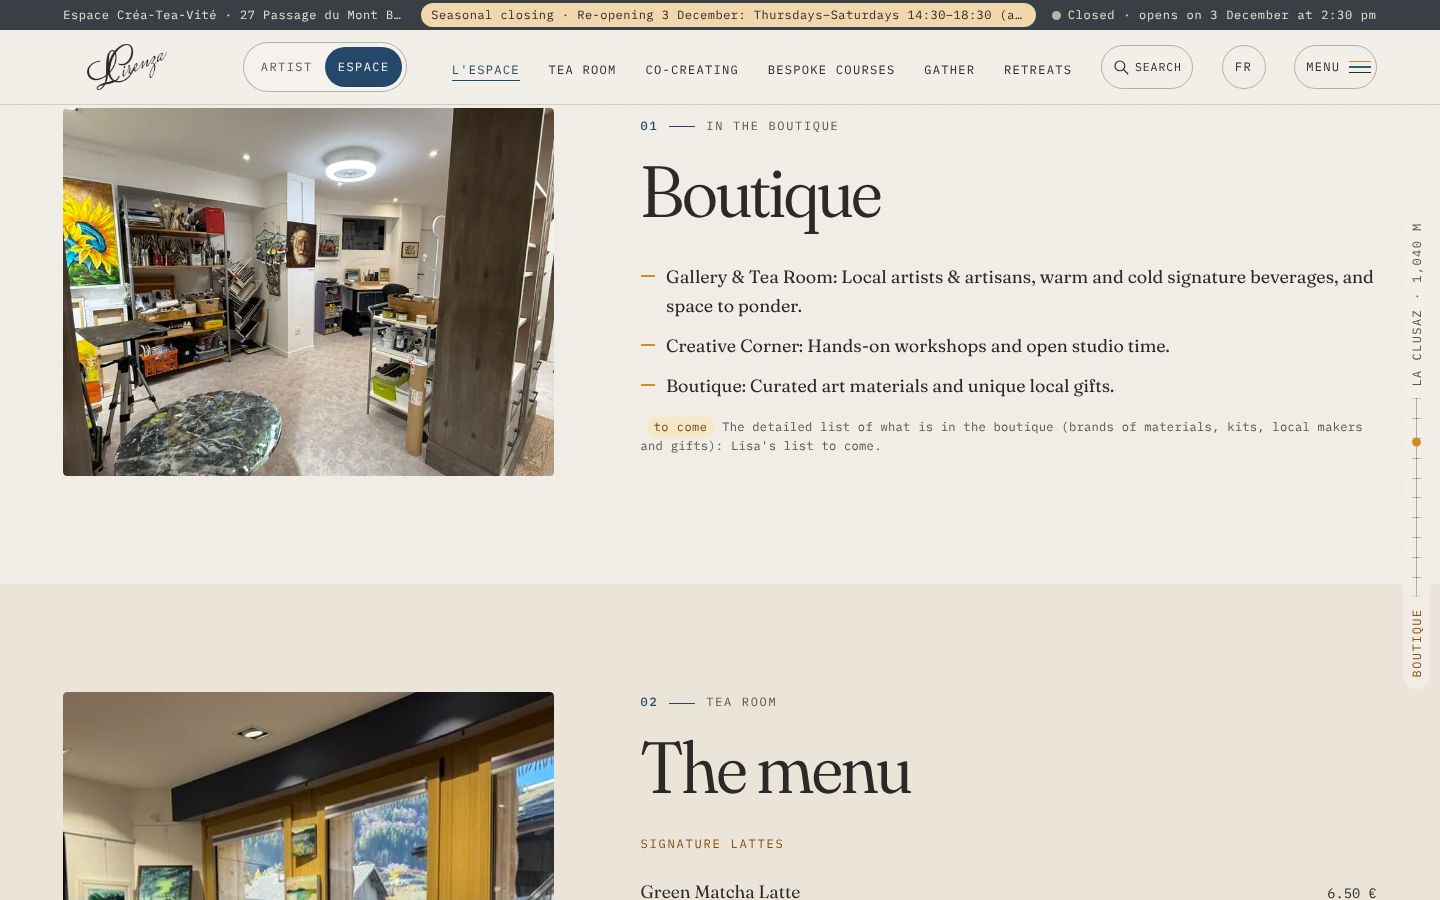 Espace Créa-Tea-Vité · 27 Passage du Mont B…
Seasonal closing · Re-opening 3 December: Thursdays–Saturdays 14:30–18:30 (a…
Closed · opens on 3 December at 2:30 pm
Lisenza
ARTIST
ESPACE
L'ESPACE
TEA ROOM
CO-CREATING
BESPOKE COURSES
GATHER
RETREATS
SEARCH
FR
MENU
01 — IN THE BOUTIQUE
Boutique
Gallery & Tea Room: Local artists & artisans, warm and cold signature beverages, and
space to ponder.
Creative Corner: Hands-on workshops and open studio time.
Boutique: Curated art materials and unique local gifts.
to come The detailed list of what is in the boutique (brands of materials, kits, local makers
and gifts): Lisa's list to come.
LA CLUSAZ · 1,040 M
BOUTIQUE
02 — TEA ROOM
The menu
SIGNATURE LATTES
Green Matcha Latte 6.50 €